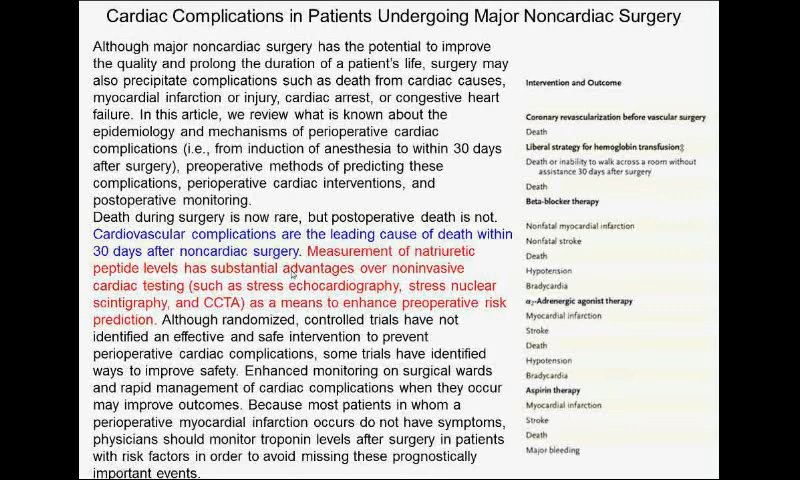 Cardiac Complications in Patients Undergoing Major Noncardiac Surgery
Although major noncardiac surgery has the potential to improve
the quality and prolong the duration of a patient's life, surgery may
also precipitate complications such as death from cardiac causes,
myocardial infarction or injury, cardiac arrest, or congestive heart
failure. In this article, we review what is known about the
epidemiology and mechanisms of perioperative cardiac
complications (i.e., from induction of anesthesia to within 30 days
after surgery), preoperative methods of predicting these
complications, perioperative cardiac interventions, and
postoperative monitoring.
Death during surgery is now rare, but postoperative death is not.
Cardiovascular complications are the leading cause of death within
30 days after noncardiac surgery. Measurement of natriuretic
peptide levels has substantial advantages over noninvasive
cardiac testing (such as stress echocardiography, stress nuclear
scintigraphy, and CCTA) as a means to enhance preoperative risk
prediction. Although randomized, controlled trials have not
identified an effective and safe intervention to prevent
perioperative cardiac complications, some trials have identified
ways to improve safety. Enhanced monitoring on surgical wards
and rapid management of cardiac complications when they occur
may improve outcomes. Because most patients in whom a
perioperative myocardial infarction occurs do not have symptoms,
physicians should monitor troponin levels after surgery in patients
with risk factors in order to avoid missing these prognostically
important events.
Intervention and Outcome
Coronary revascularization before vascular surgery
Death
Liberal strategy for hemoglobin transfusion‡
Death or inability to walk across a room without
assistance 30 days after surgery
Death
Beta-blocker therapy
Nonfatal myocardial infarction
Nonfatal stroke
Death
Hypotension
Bradycardia
α₂-Adrenergic agonist therapy
Myocardial infarction
Stroke
Death
Hypotension
Bradycardia
Aspirin therapy
Myocardial infarction
Stroke
Death
Major bleeding